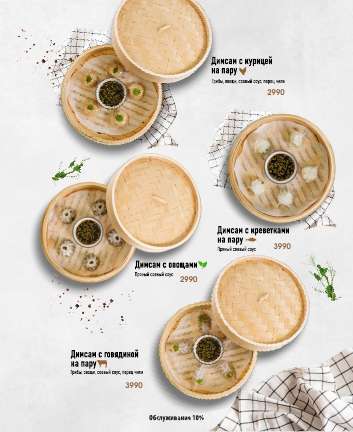 Димсам с курицей
на пару
Грибы, овощи, соевый соус, перец чили
2990
Димсам с креветками
на пару
Пряный соевый соус
3990
Димсам с овощами
Пряный соевый соус
2990
Димсам с говядиной
на пару
Грибы, овощи, соевый соус, перец чили
3990
Обслуживание 10%